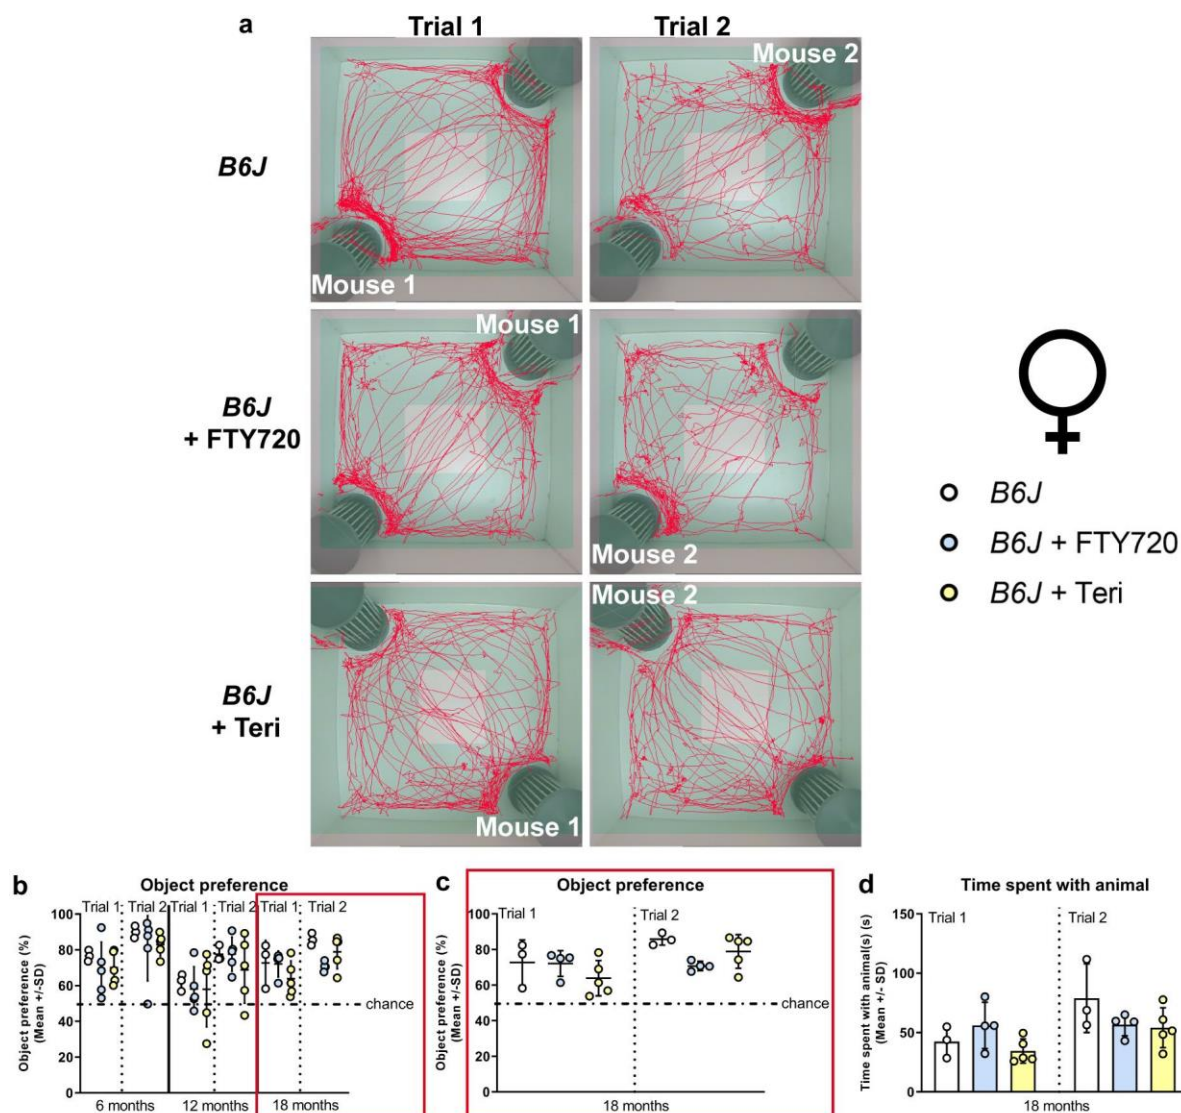 a
Trial 1
Trial 2
Mouse 2
B6J
Mouse 1
Mouse 1
B6J
+ FTY720
Mouse 2
B6J
B6J + FTY720
B6J + Teri
Mouse 2
B6J
+ Teri
Mouse 1
b
Object preference
Trial 1
Trial 2
Trial 1
Trial 2
Trial 1
Trial 2
Object preference (%)
(Mean +/-SD)
100
80
60
40
20
0
chance
6 months
12 months
18 months
c
Object preference
Trial 1
Trial 2
Object preference (%)
(Mean +/-SD)
100
80
60
40
20
0
chance
18 months
d
Time spent with animal
Trial 1
Trial 2
Time spent with animal(s) (s)
(Mean +/- SD)
150
100
50
0
18 months